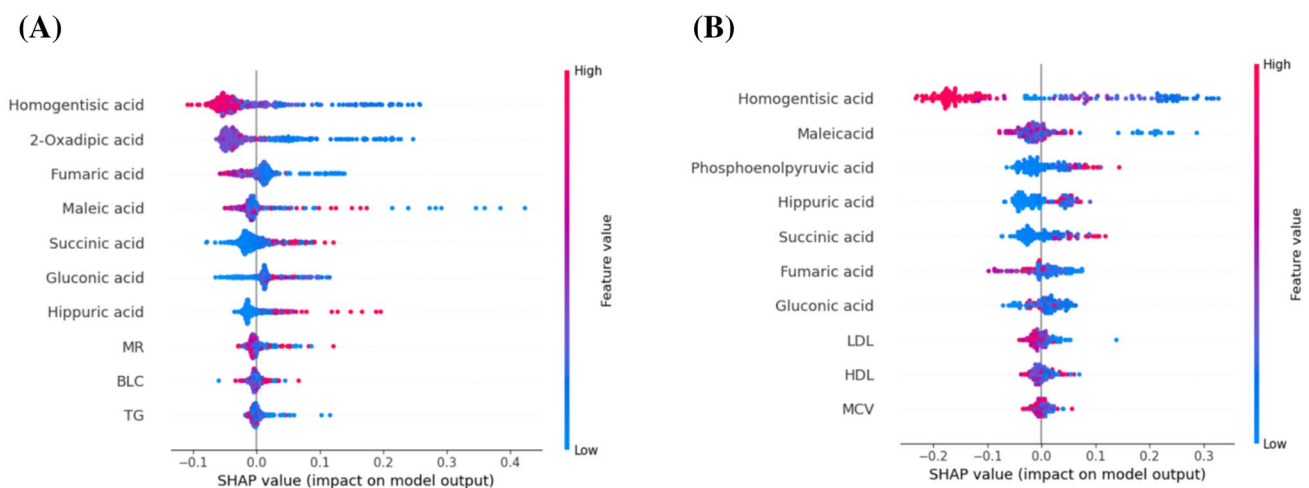 (A)
High
Homogentisic acid
2-Oxadipic acid
Fumaric acid
Maleic acid
Succinic acid
Gluconic acid
Hippuric acid
MR
BLC
TG
Feature value
Low
−0.1 0.0 0.1 0.2 0.3 0.4
SHAP value (impact on model output)
(B)
High
Homogentisic acid
Maleicacid
Phosphoenolpyruvic acid
Hippuric acid
Succinic acid
Fumaric acid
Gluconic acid
LDL
HDL
MCV
Feature value
Low
−0.2 −0.1 0.0 0.1 0.2 0.3
SHAP value (impact on model output)